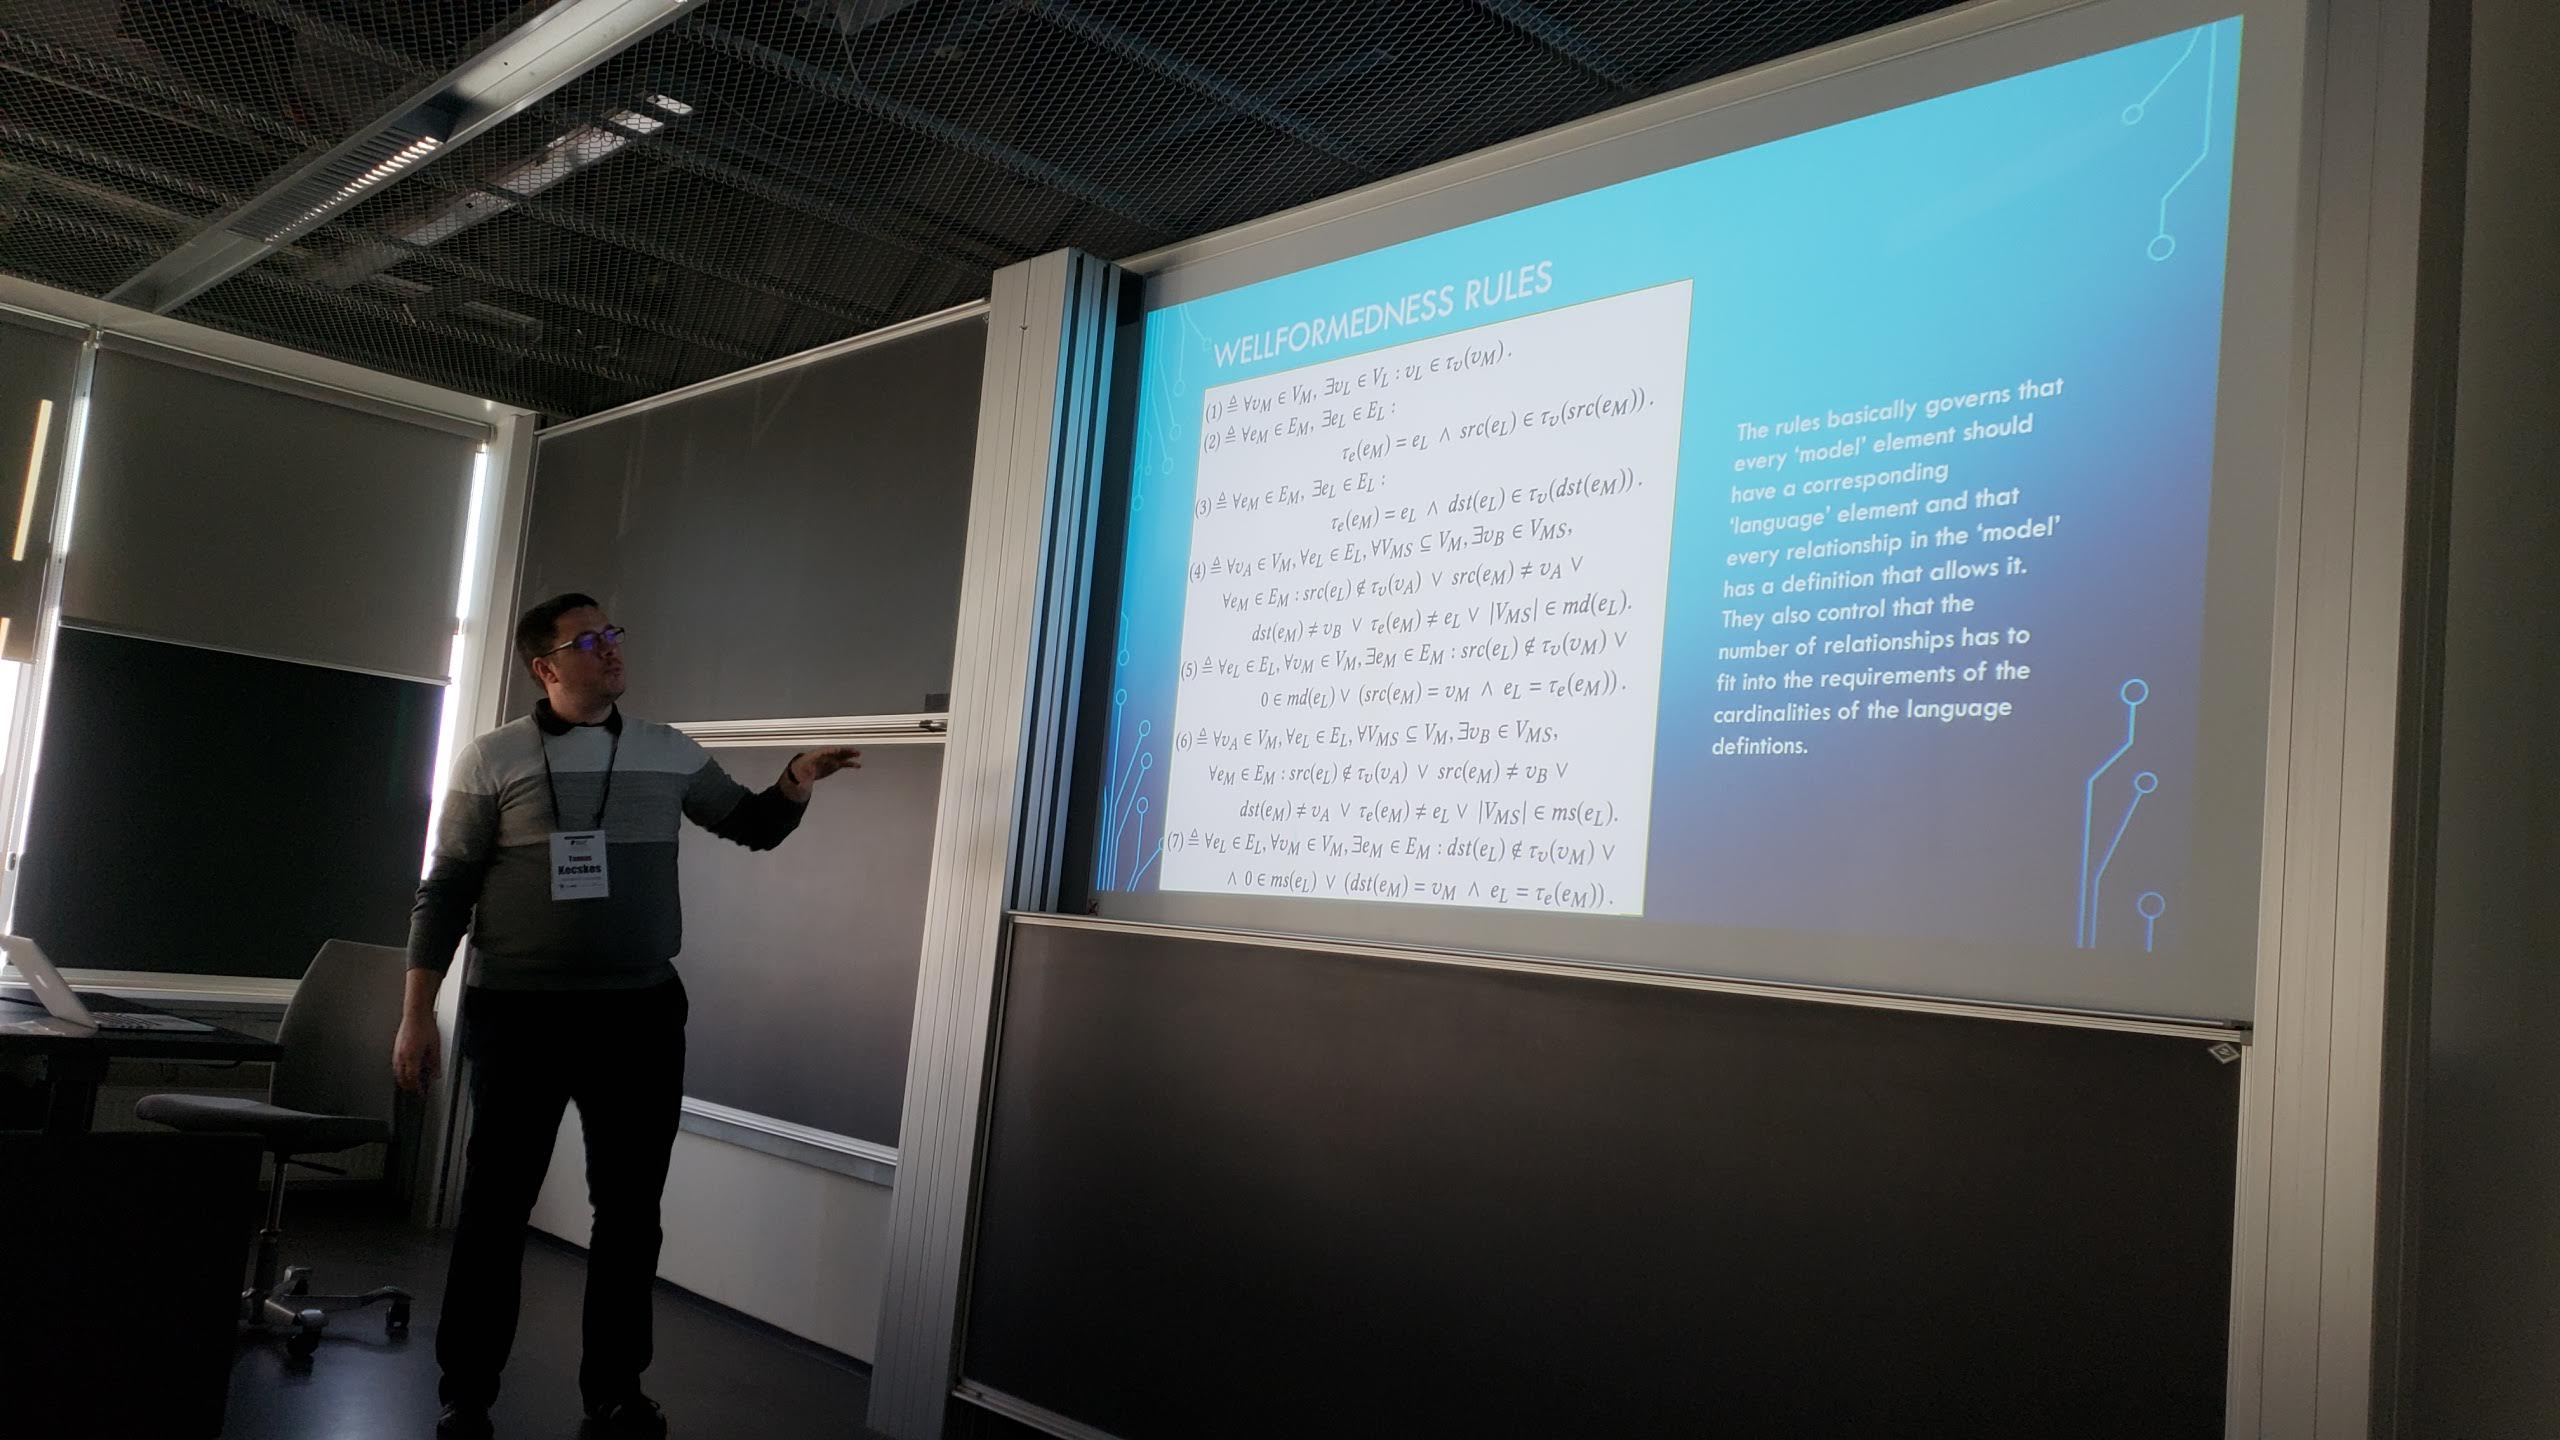 WELLFORMEDNESS RULES
(1) ≙ ∀v_M ∈ V_M, ∃v_L ∈ V_L : v_L ∈ τ_v(v_M).
(2) ≙ ∀e_M ∈ E_M, ∃e_L ∈ E_L :
τ_e(e_M) = e_L ∧ src(e_L) ∈ τ_v(src(e_M)).
(3) ≙ ∀e_M ∈ E_M, ∃e_L ∈ E_L :
τ_e(e_M) = e_L ∧ dst(e_L) ∈ τ_v(dst(e_M)).
(4) ≙ ∀v_A ∈ V_M, ∀e_L ∈ E_L, ∀V_MS ⊆ V_M, ∃v_B ∈ V_MS,
∀e_M ∈ E_M : src(e_L) ∉ τ_v(v_A) ∨ src(e_M) ≠ v_A ∨
dst(e_M) ≠ v_B ∨ τ_e(e_M) ≠ e_L ∨ |V_MS| ∈ md(e_L).
(5) ≙ ∀e_L ∈ E_L, ∀v_M ∈ V_M, ∃e_M ∈ E_M : src(e_L) ∉ τ_v(v_M) ∨
0 ∈ md(e_L) ∨ (src(e_M) = v_M ∧ e_L = τ_e(e_M)).
(6) ≙ ∀v_A ∈ V_M, ∀e_L ∈ E_L, ∀V_MS ⊆ V_M, ∃v_B ∈ V_MS,
∀e_M ∈ E_M : src(e_L) ∉ τ_v(v_A) ∨ src(e_M) ≠ v_B ∨
dst(e_M) ≠ v_A ∨ τ_e(e_M) ≠ e_L ∨ |V_MS| ∈ ms(e_L).
(7) ≙ ∀e_L ∈ E_L, ∀v_M ∈ V_M, ∃e_M ∈ E_M : dst(e_L) ∉ τ_v(v_M) ∨
∧ 0 ∈ ms(e_L) ∨ (dst(e_M) = v_M ∧ e_L = τ_e(e_M)).
The rules basically governs that
every ‘model’ element should
have a corresponding
‘language’ element and that
every relationship in the ‘model’
has a definition that allows it.
They also control that the
number of relationships has to
fit into the requirements of the
cardinalities of the language
defintions.
Tamas
Kecskes